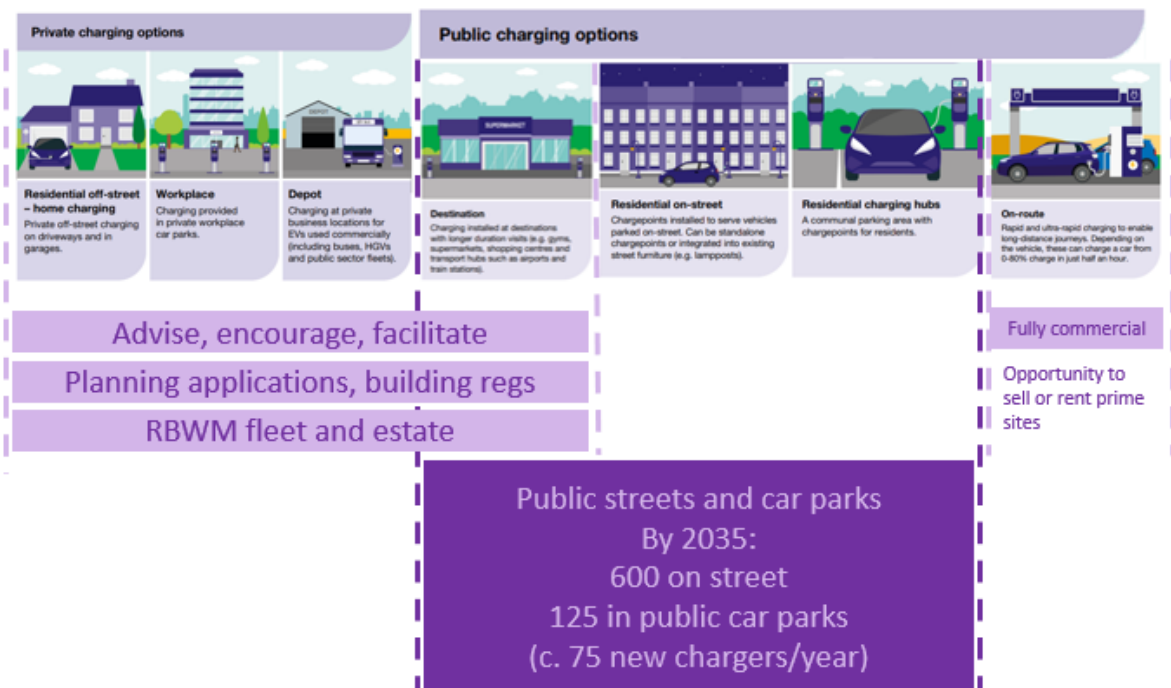 Private charging options
Public charging options
DEPOT
SUPERMARKET
Residential off-street
– home charging
Private off-street charging
on driveways and in
garages.
Workplace
Charging provided
in private workplace
car parks.
Depot
Charging at private
business locations for
EVs used commercially
(including buses, HGVs
and public sector fleets).
Destination
Charging installed at destinations
with longer duration visits (e.g. gyms,
supermarkets, shopping centres and
transport hubs such as airports and
train stations).
Residential on-street
Chargepoints installed to serve vehicles
parked on-street. Can be standalone
chargepoints or integrated into existing
street furniture (e.g. lampposts).
Residential charging hubs
A communal parking area with
chargepoints for residents.
On-route
Rapid and ultra-rapid charging to enable
long-distance journeys. Depending on
the vehicle, these can charge a car from
0-80% charge in just half an hour.
Advise, encourage, facilitate
Planning applications, building regs
RBWM fleet and estate
Fully commercial
Opportunity to
sell or rent prime
sites
Public streets and car parks
By 2035:
600 on street
125 in public car parks
(c. 75 new chargers/year)